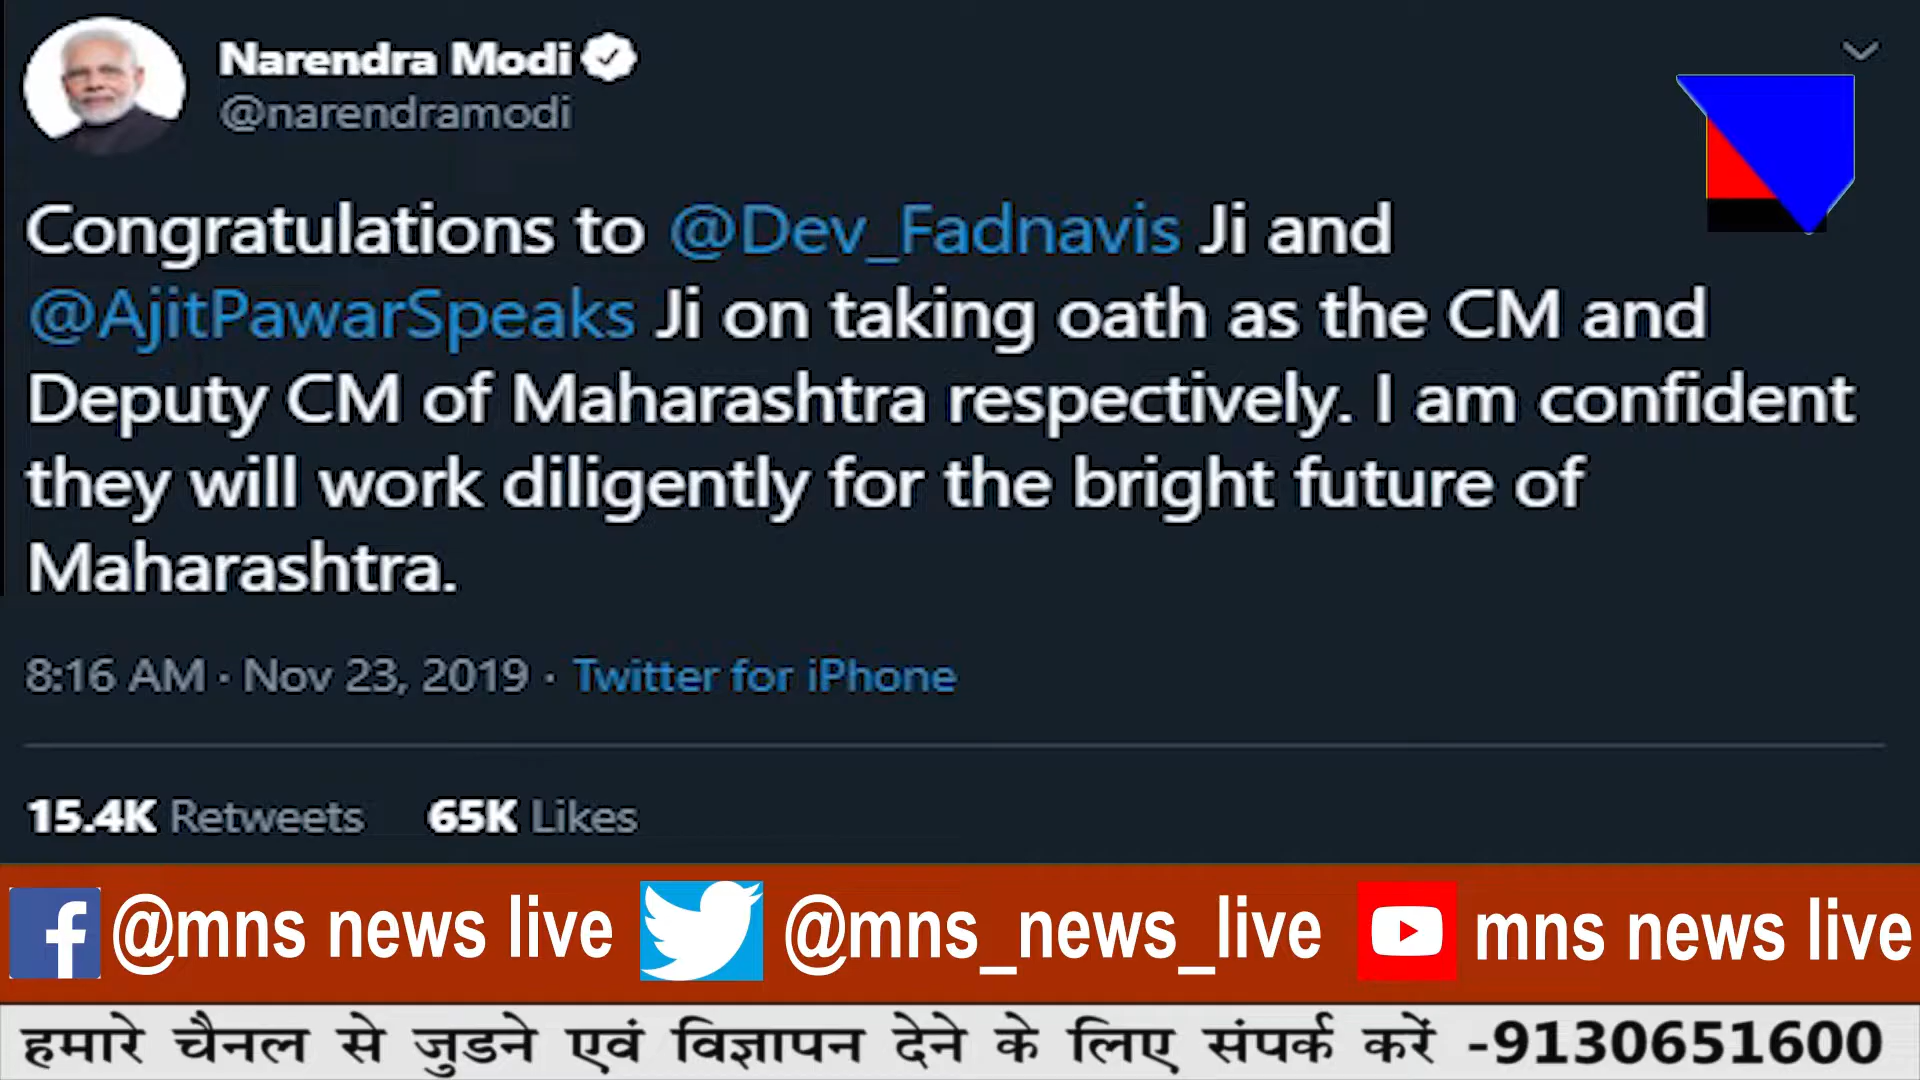 Narendra Modi
@narendramodi
Congratulations to @Dev_Fadnavis Ji and
@AjitPawarSpeaks Ji on taking oath as the CM and
Deputy CM of Maharashtra respectively. I am confident
they will work diligently for the bright future of
Maharashtra.
8:16 AM · Nov 23, 2019 · Twitter for iPhone
15.4K Retweets 65K Likes
@mns news live @mns_news_live mns news live
हमारे चैनल से जुडने एवं विज्ञापन देने के लिए संपर्क करें -9130651600